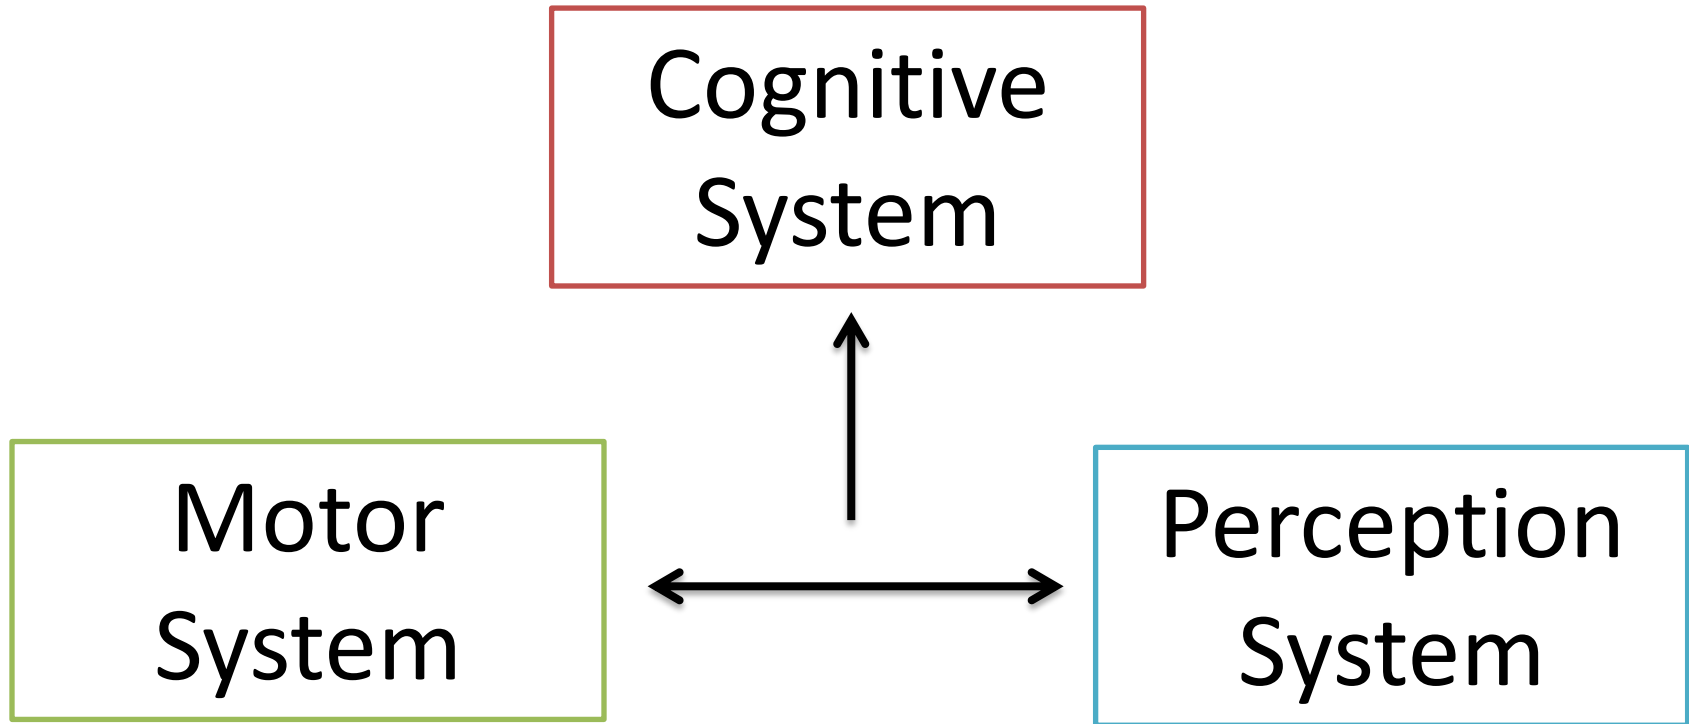 Cognitive
System
Motor
System
Perception
System